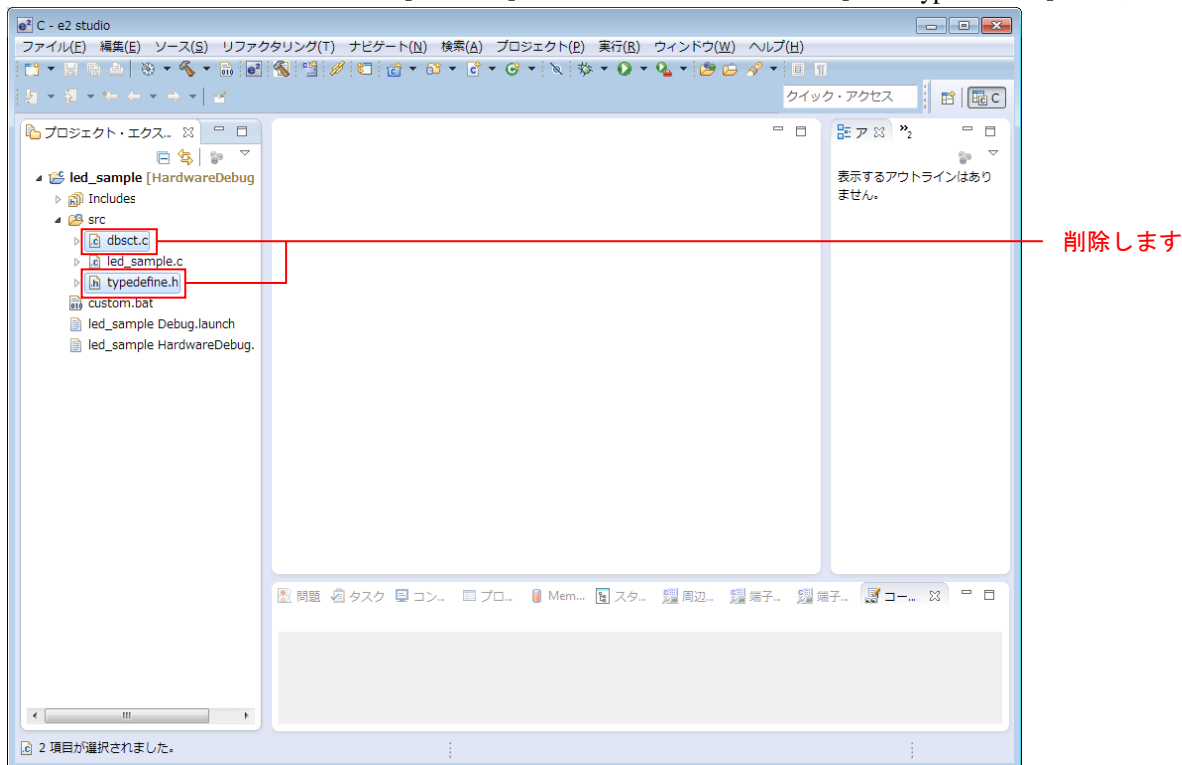 C - e2 studio
ファイル(F) 編集(E) ソース(S) リファクタリング(T) ナビゲート(N) 検索(A) プロジェクト(P) 実行(R) ウィンドウ(W) ヘルプ(H)
クイック・アクセス
C
プロジェクト・エクス...
led_sample [HardwareDebug
Includes
src
dbsct.c
led_sample.c
typedefine.h
custom.bat
led_sample Debug.launch
led_sample HardwareDebug.
ア
»2
表示するアウトラインはあり
ません。
削除します
問題 タスク コン... プロ... Mem... スタ... 周辺... 端子... 端子... コー...
2 項目が選択されました。